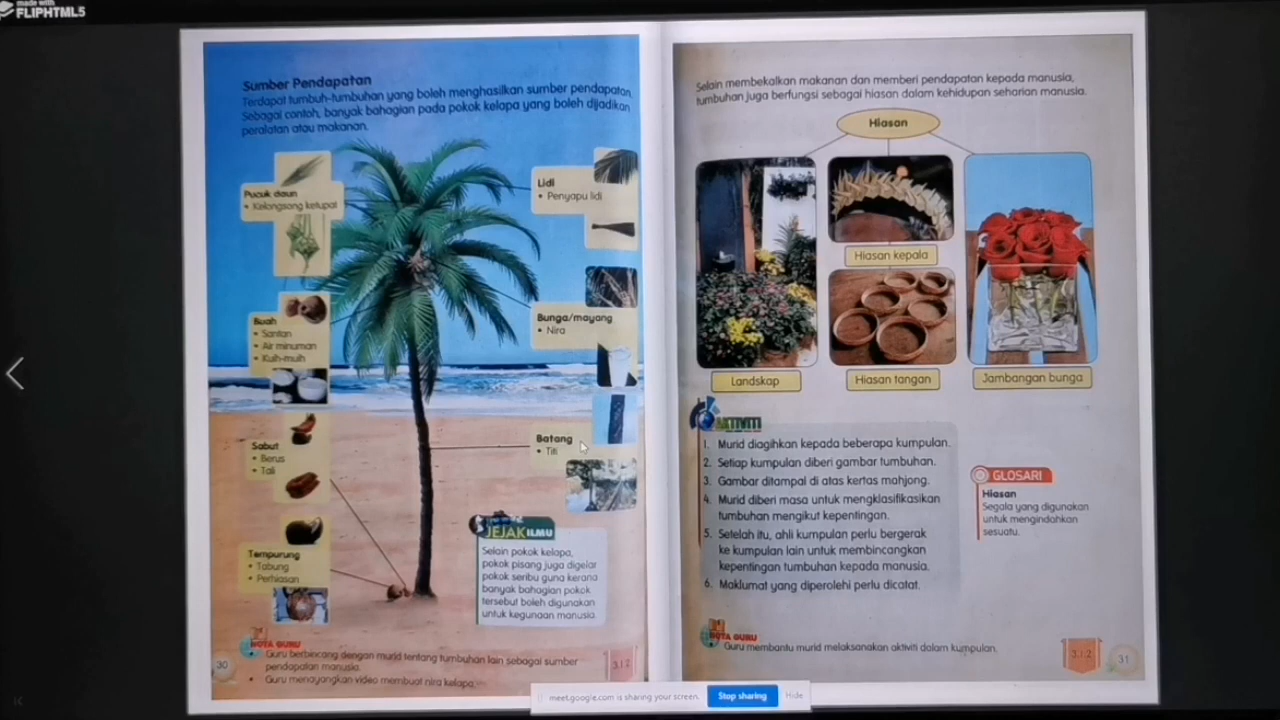 made with
FLIPHTML5
Sumber Pendapatan
Terdapat tumbuh-tumbuhan yang boleh menghasilkan sumber pendapatan.
Sebagai contoh, banyak bahagian pada pokok kelapa yang boleh dijadikan
peralatan atau makanan.
Pucuk daun
• Kelongsong ketupat
Lidi
• Penyapu lidi
Buah
• Santan
• Air minuman
• Kuih-muih
Bunga/mayang
• Nira
Sabut
• Berus
• Tali
Batang
• Titi
Tempurung
• Tabung
• Perhiasan
JEJAK ILMU
Selain pokok kelapa,
pokok pisang juga digelar
pokok seribu guna kerana
banyak bahagian pokok
tersebut boleh digunakan
untuk kegunaan manusia.
NOTA GURU
• Guru berbincang dengan murid tentang tumbuhan lain sebagai sumber
pendapatan manusia.
• Guru menayangkan video membuat nira kelapa.
30
3.1.2
Selain membekalkan makanan dan memberi pendapatan kepada manusia,
tumbuhan juga berfungsi sebagai hiasan dalam kehidupan seharian manusia.
Hiasan
Hiasan kepala
Landskap
Hiasan tangan
Jambangan bunga
AKTIVITI
1. Murid diagihkan kepada beberapa kumpulan.
2. Setiap kumpulan diberi gambar tumbuhan.
3. Gambar ditampal di atas kertas mahjong.
4. Murid diberi masa untuk mengklasifikasikan
tumbuhan mengikut kepentingan.
5. Setelah itu, ahli kumpulan perlu bergerak
ke kumpulan lain untuk membincangkan
kepentingan tumbuhan kepada manusia.
6. Maklumat yang diperolehi perlu dicatat.
GLOSARI
Hiasan
Segala yang digunakan
untuk mengindahkan
sesuatu.
NOTA GURU
Guru membantu murid melaksanakan aktiviti dalam kumpulan.
3.1.2
31
meet.google.com is sharing your screen.
Stop sharing
Hide